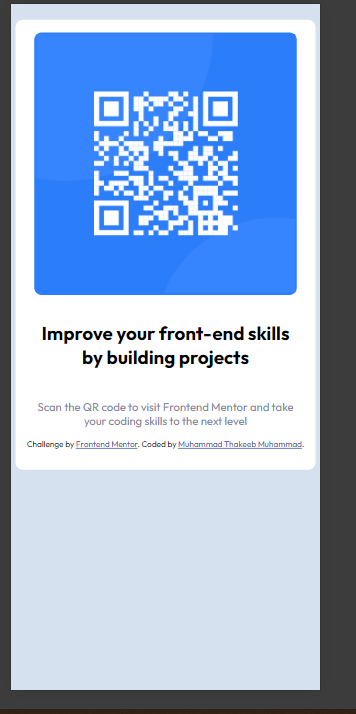 Improve your front-end skills
by building projects
Scan the QR code to visit Frontend Mentor and take
your coding skills to the next level
Challenge by Frontend Mentor. Coded by Muhammad Thakeeb Muhammad.